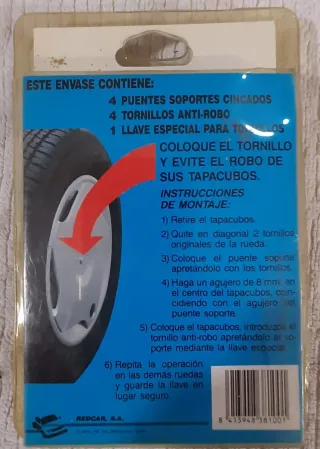 ESTE ENVASE CONTIENE:
4 PUENTES SOPORTES CINCADOS
4 TORNILLOS ANTI-ROBO
1 LLAVE ESPECIAL PARA TORNILLOS
COLOQUE EL TORNILLO
Y EVITE EL ROBO DE
SUS TAPACUBOS.
INSTRUCCIONES
DE MONTAJE:
1) Retire el tapacubos.
2) Quite en diagonal 2 tornillos
originales de la rueda.
3) Coloque el puente soporte
apretándolo con los tornillos.
4) Haga un agujero de 8 mm. en
el centro del tapacubos, coin-
cidiendo con el agujero del
puente soporte.
5) Coloque el tapacubos, introduzca el
tornillo anti-robo apretándolo al so-
porte mediante la llave especial.
6) Repita la operación
en las demás ruedas
y guarde la llave en
lugar seguro.
REDCAR, S.A.
8 413948 381001